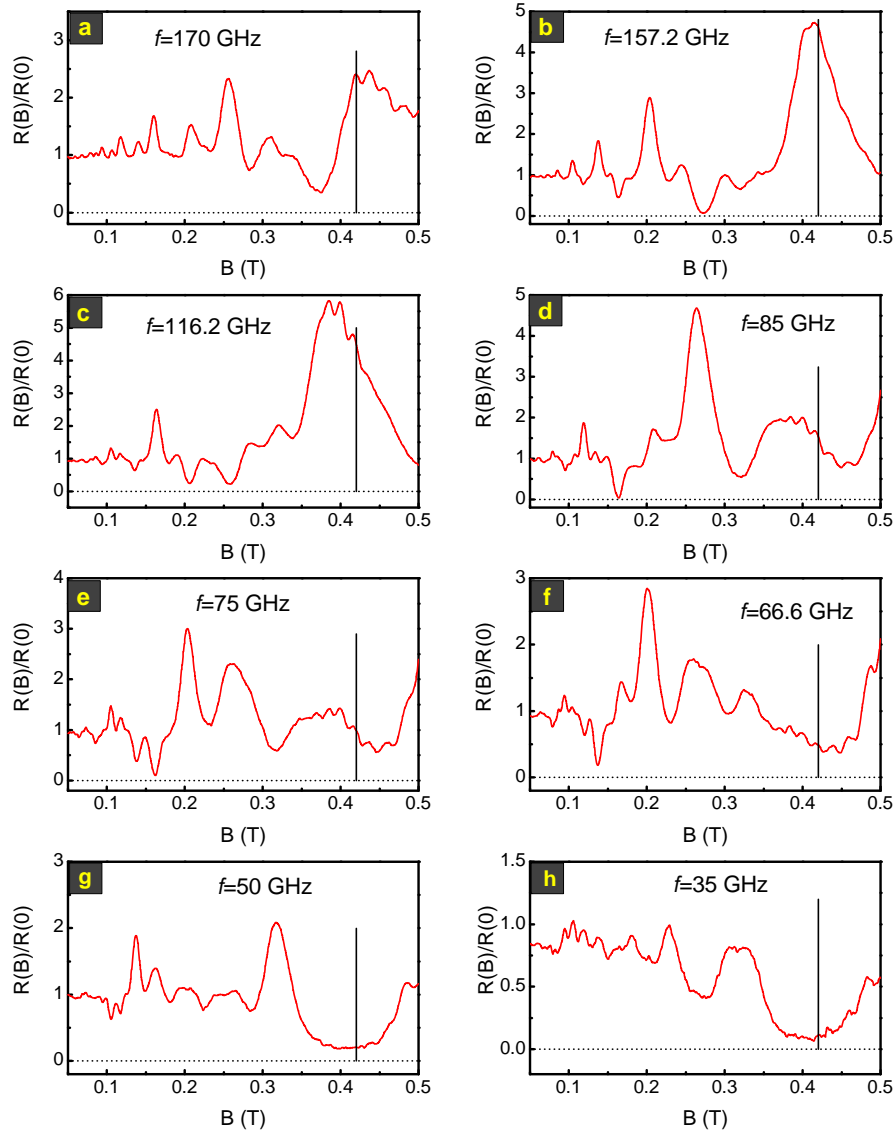 a
f=170 GHz
R(B)/R(0)
3
2
1
0
0.1 0.2 0.3 0.4 0.5
B (T)
b
f=157.2 GHz
R(B)/R(0)
5
4
3
2
1
0
0.1 0.2 0.3 0.4 0.5
B (T)
c
f=116.2 GHz
R(B)/R(0)
6
5
4
3
2
1
0
0.1 0.2 0.3 0.4 0.5
B (T)
d
f=85 GHz
R(B)/R(0)
5
4
3
2
1
0
0.1 0.2 0.3 0.4 0.5
B (T)
e
f=75 GHz
R(B)/R(0)
4
3
2
1
0
0.1 0.2 0.3 0.4 0.5
B (T)
f
f=66.6 GHz
R(B)/R(0)
3
2
1
0
0.1 0.2 0.3 0.4 0.5
B (T)
g
f=50 GHz
R(B)/R(0)
3
2
1
0
0.1 0.2 0.3 0.4 0.5
B (T)
h
f=35 GHz
R(B)/R(0)
1.5
1.0
0.5
0.0
0.1 0.2 0.3 0.4 0.5
B (T)